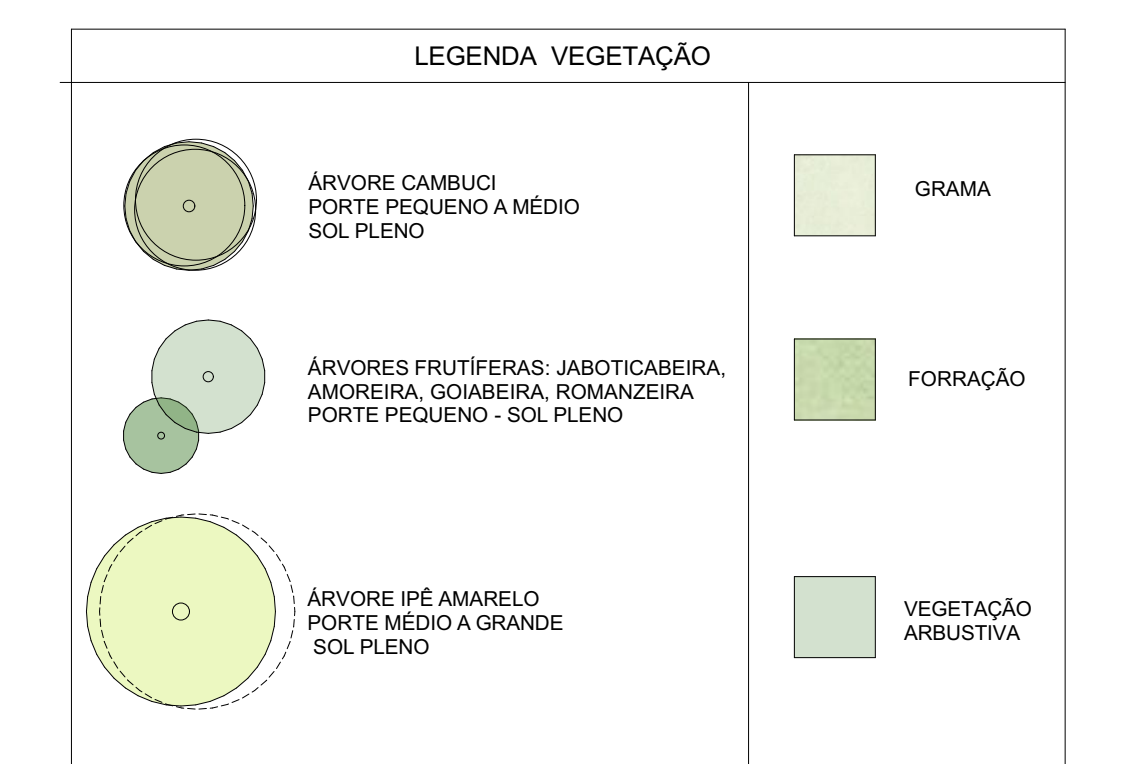 LEGENDA VEGETAÇÃO
ÁRVORE CAMBUCI
PORTE PEQUENO A MÉDIO
SOL PLENO
ÁRVORES FRUTÍFERAS: JABOTICABEIRA,
AMOREIRA, GOIABEIRA, ROMANZEIRA
PORTE PEQUENO - SOL PLENO
ÁRVORE IPÊ AMARELO
PORTE MÉDIO A GRANDE
SOL PLENO
GRAMA
FORRAÇÃO
VEGETAÇÃO
ARBUSTIVA